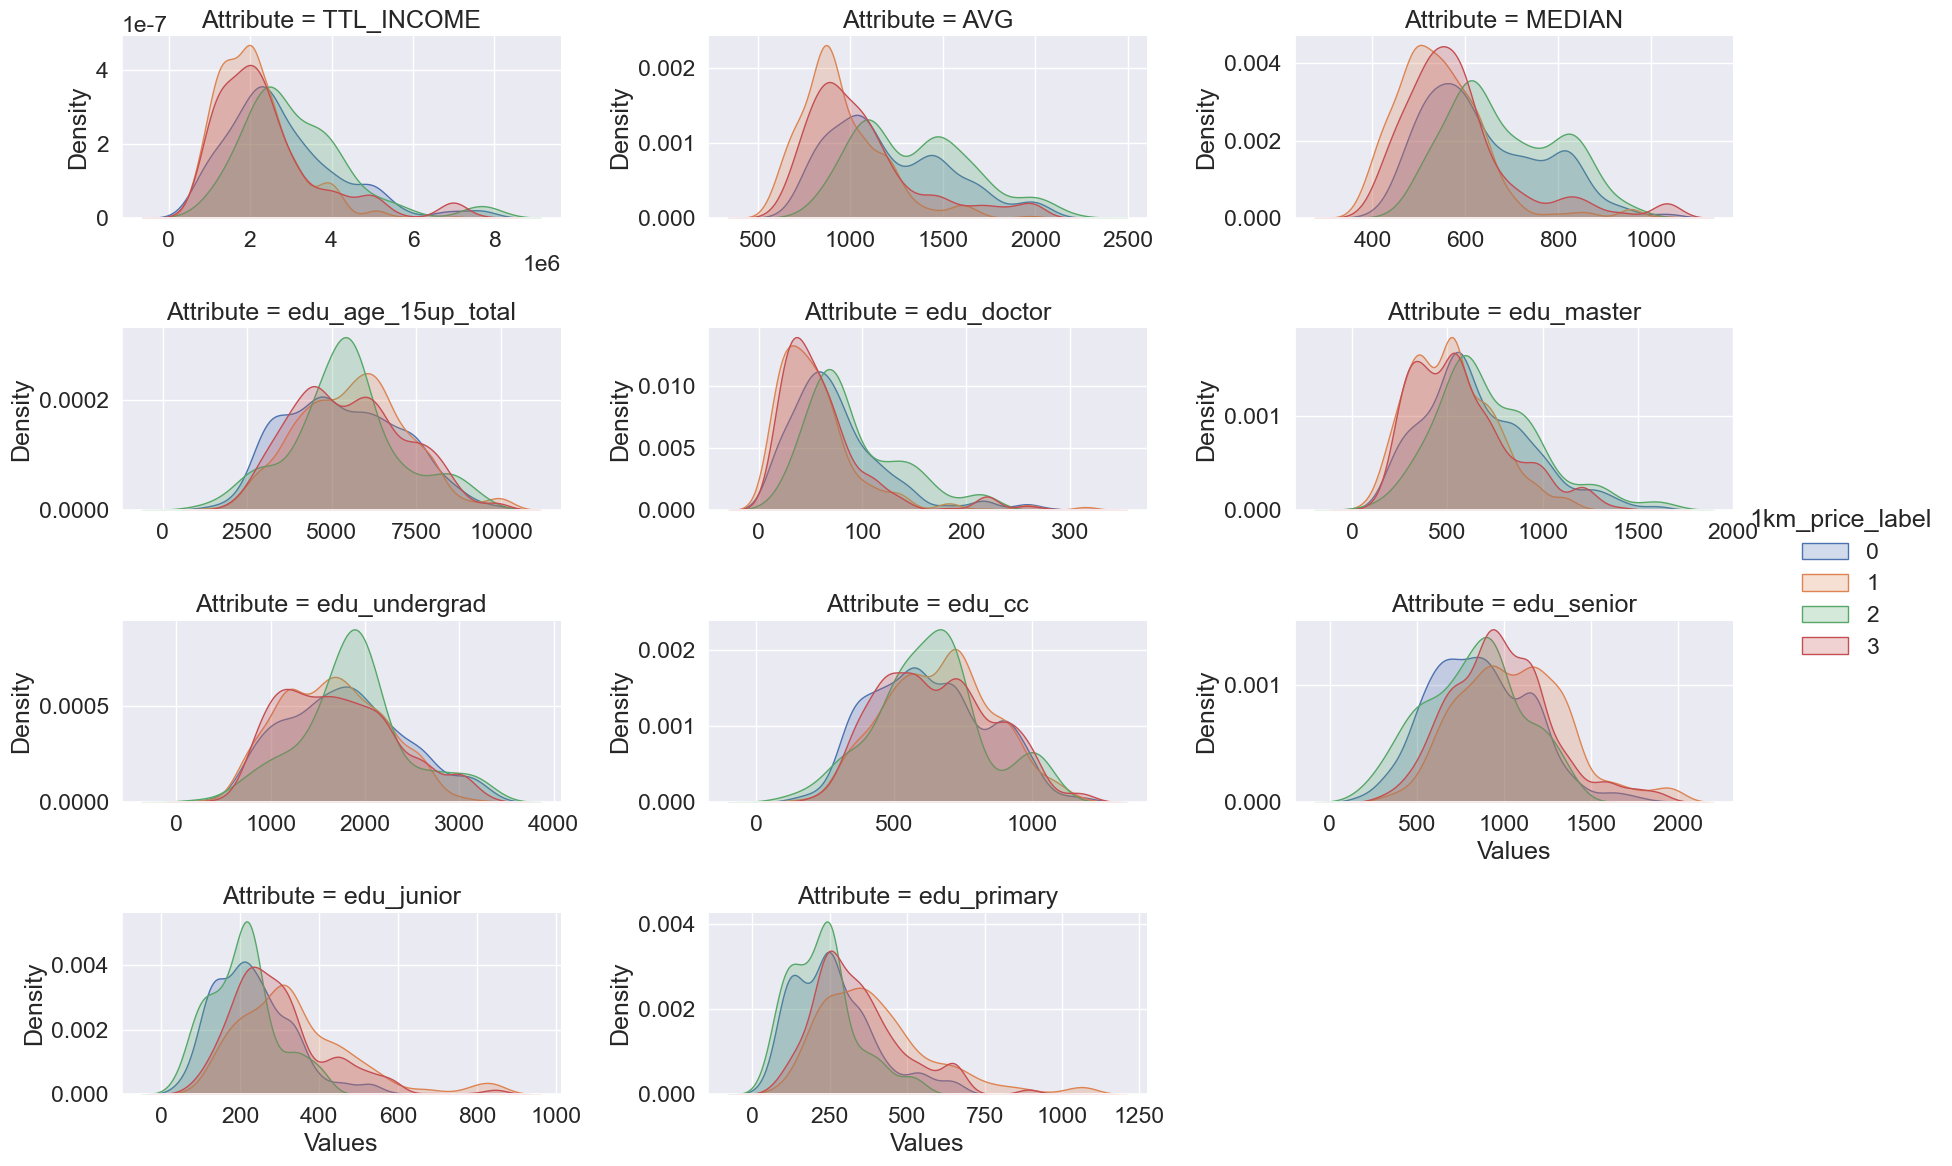 Attribute = TTL_INCOME
1e-7
Density
4
2
0
0 2 4 6 8
1e6
Attribute = AVG
Density
0.002
0.001
0.000
500 1000 1500 2000 2500
Attribute = MEDIAN
Density
0.004
0.002
0.000
400 600 800 1000
Attribute = edu_age_15up_total
Density
0.0002
0.0000
0 2500 5000 7500 10000
Attribute = edu_doctor
Density
0.010
0.005
0.000
0 100 200 300
Attribute = edu_master
Density
0.001
0.000
0 500 1000 1500 2000
1km_price_label
0
1
2
3
Attribute = edu_undergrad
Density
0.0005
0.0000
0 1000 2000 3000 4000
Attribute = edu_cc
Density
0.002
0.001
0.000
0 500 1000
Attribute = edu_senior
Density
0.001
0.000
0 500 1000 1500 2000
Values
Attribute = edu_junior
Density
0.004
0.002
0.000
0 200 400 600 800 1000
Values
Attribute = edu_primary
Density
0.004
0.002
0.000
0 250 500 750 1000 1250
Values